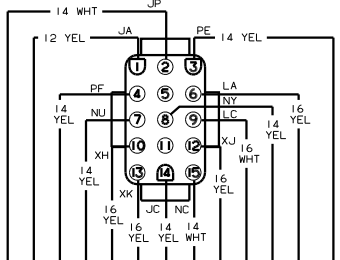 JP
14 WHT
12 YEL
JA
PE
14 YEL
1
2
3
PF
4
5
6
LA
NY
14
YEL
NU
7
8
9
LC
16
YEL
14
YEL
XH
10
11
12
XJ
16
WHT
14
YEL
13
14
15
16
YEL
XK
16
YEL
JC
NC
16
YEL
14
YEL
14
WHT